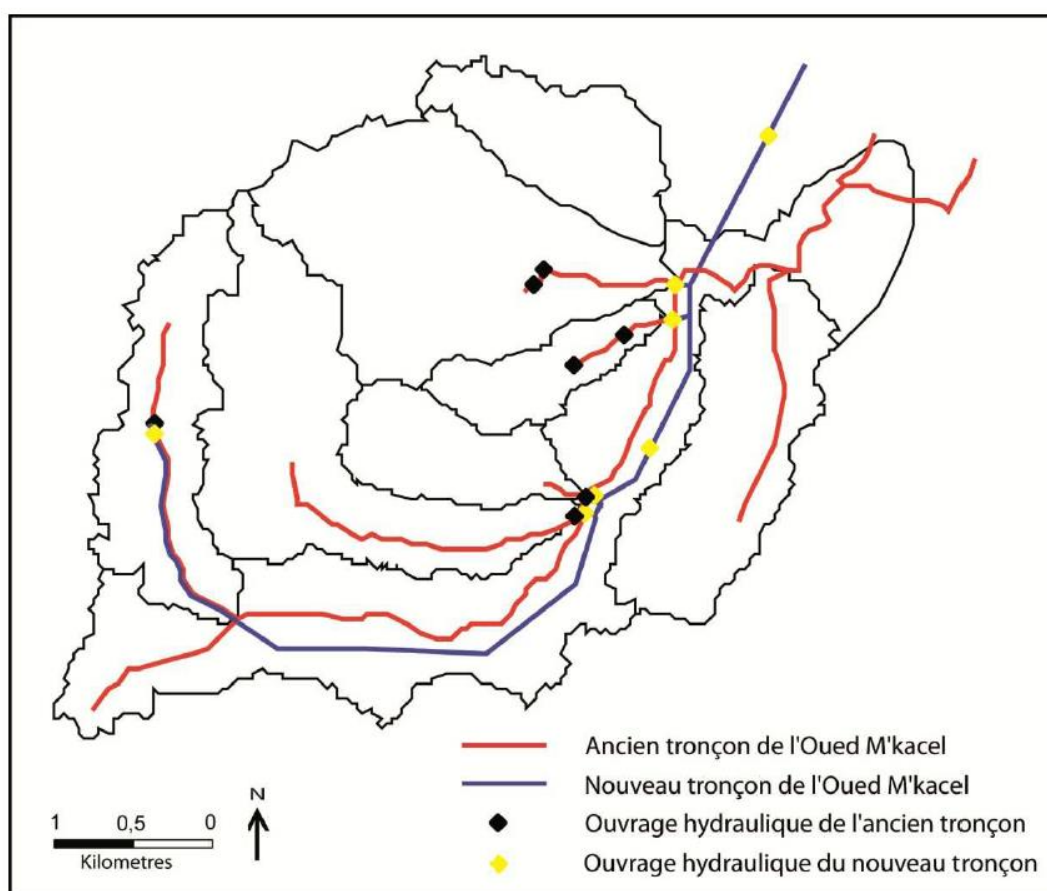 Ancien tronçon de l'Oued M'kacel
Nouveau tronçon de l'Oued M'kacel
Ouvrage hydraulique de l'ancien tronçon
Ouvrage hydraulique du nouveau tronçon
N
1 0,5 0
Kilometres